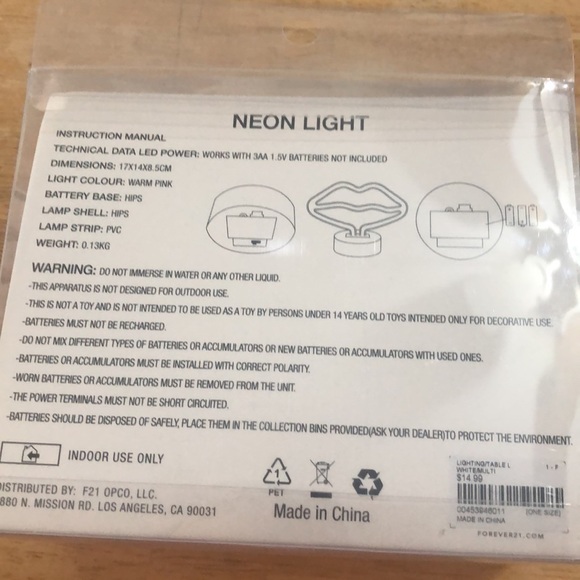 NEON LIGHT
INSTRUCTION MANUAL
TECHNICAL DATA LED POWER: WORKS WITH 3AA 1.5V BATTERIES NOT INCLUDED
DIMENSIONS: 17X14X8.5CM
LIGHT COLOUR: WARM PINK
BATTERY BASE: HIPS
LAMP SHELL: HIPS
LAMP STRIP: PVC
WEIGHT: 0.13KG
WARNING: DO NOT IMMERSE IN WATER OR ANY OTHER LIQUID.
-THIS APPARATUS IS NOT DESIGNED FOR OUTDOOR USE.
-THIS IS NOT A TOY AND IS NOT INTENDED TO BE USED AS A TOY BY PERSONS UNDER 14 YEARS OLD TOYS INTENDED ONLY FOR DECORATIVE USE.
-BATTERIES MUST NOT BE RECHARGED.
-DO NOT MIX DIFFERENT TYPES OF BATTERIES OR ACCUMULATORS OR NEW BATTERIES OR ACCUMULATORS WITH USED ONES.
-BATTERIES OR ACCUMULATORS MUST BE INSTALLED WITH CORRECT POLARITY.
-WORN BATTERIES OR ACCUMULATORS MUST BE REMOVED FROM THE UNIT.
-THE POWER TERMINALS MUST NOT BE SHORT CIRCUITED.
-BATTERIES SHOULD BE DISPOSED OF SAFELY, PLACE THEM IN THE COLLECTION BINS PROVIDED(ASK YOUR DEALER)TO PROTECT THE ENVIRONMENT.
INDOOR USE ONLY
DISTRIBUTED BY: F21 OPCO, LLC.
880 N. MISSION RD. LOS ANGELES, CA 90031
1
PET
Made in China
LIGHTING/TABLE L
WHITE/MULTI
$14.99
[ONE SIZE]
MADE IN CHINA
FOREVER21.COM